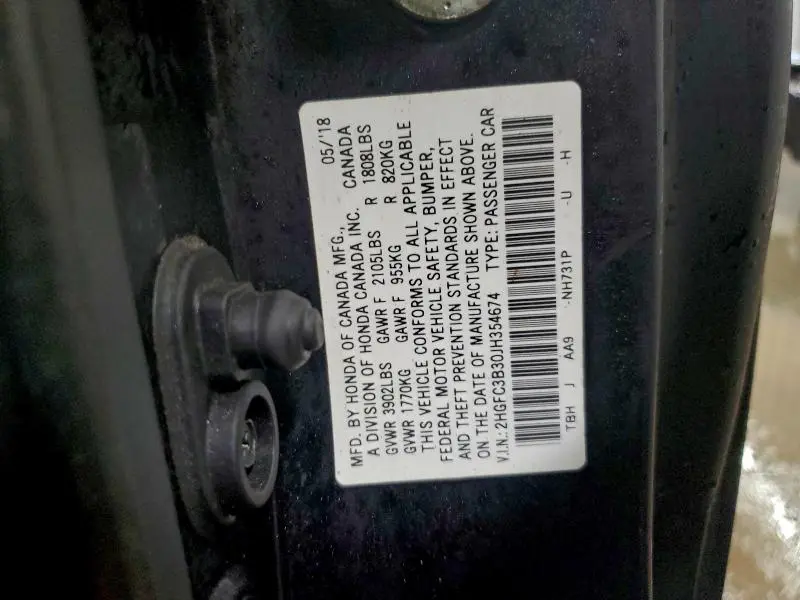 MFD. BY HONDA OF CANADA MFG., 05/'18
A DIVISION OF HONDA CANADA INC. CANADA
GVWR 3902LBS GAWR F 2105LBS R 1808LBS
GVWR 1770KG GAWR F 955KG R 820KG
THIS VEHICLE CONFORMS TO ALL APPLICABLE
FEDERAL MOTOR VEHICLE SAFETY, BUMPER,
AND THEFT PREVENTION STANDARDS IN EFFECT
ON THE DATE OF MANUFACTURE SHOWN ABOVE.
V.I.N.: 2HGFC3B30JH354674 TYPE: PASSENGER CAR
TBH J AA9 -NH731P -U -H